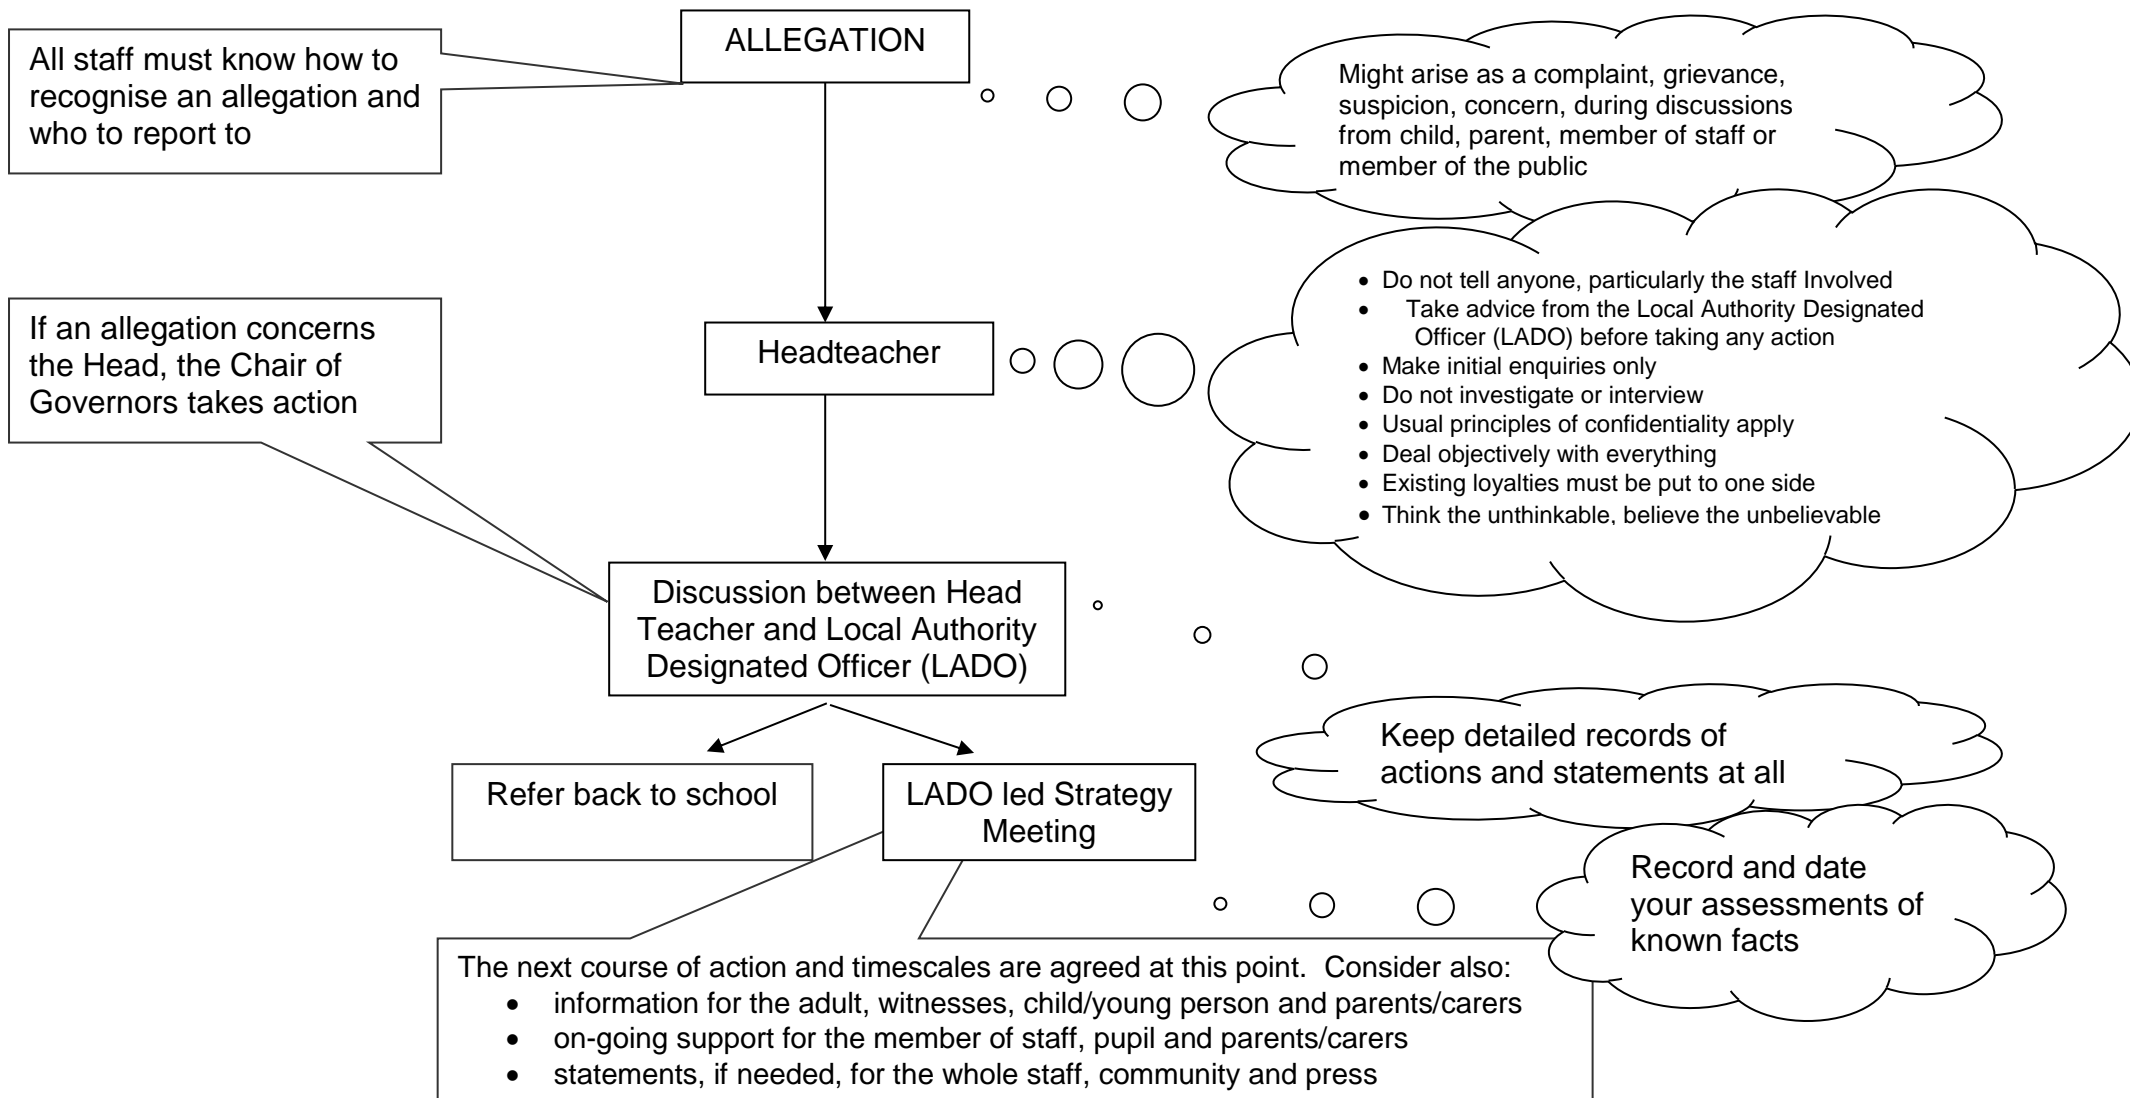 ALLEGATION
All staff must know how to
recognise an allegation and
who to report to
Might arise as a complaint, grievance,
suspicion, concern, during discussions
from child, parent, member of staff or
member of the public
If an allegation concerns
the Head, the Chair of
Governors takes action
Headteacher
• Do not tell anyone, particularly the staff Involved
• Take advice from the Local Authority Designated
Officer (LADO) before taking any action
• Make initial enquiries only
• Do not investigate or interview
• Usual principles of confidentiality apply
• Deal objectively with everything
• Existing loyalties must be put to one side
• Think the unthinkable, believe the unbelievable
Discussion between Head
Teacher and Local Authority
Designated Officer (LADO)
Keep detailed records of
actions and statements at all
Refer back to school
LADO led Strategy
Meeting
Record and date
your assessments of
known facts
The next course of action and timescales are agreed at this point. Consider also:
• information for the adult, witnesses, child/young person and parents/carers
• on-going support for the member of staff, pupil and parents/carers
• statements, if needed, for the whole staff, community and press